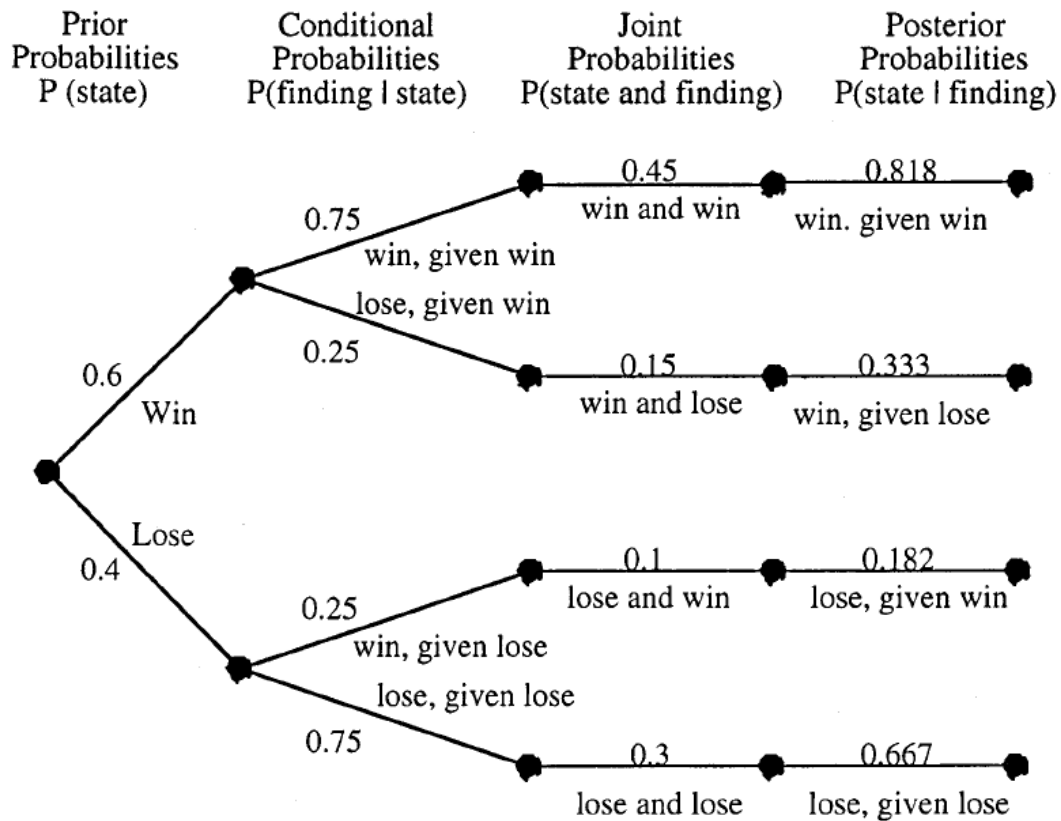 Prior
Probabilities
P (state)
Conditional
Probabilities
P(finding | state)
Joint
Probabilities
P(state and finding)
Posterior
Probabilities
P(state | finding)
0.45
win and win
0.818
win. given win
0.75
win, given win
lose, given win
0.25
0.15
win and lose
0.333
win, given lose
0.6
Win
Lose
0.4
0.1
lose and win
0.182
lose, given win
0.25
win, given lose
lose, given lose
0.75
0.3
lose and lose
0.667
lose, given lose